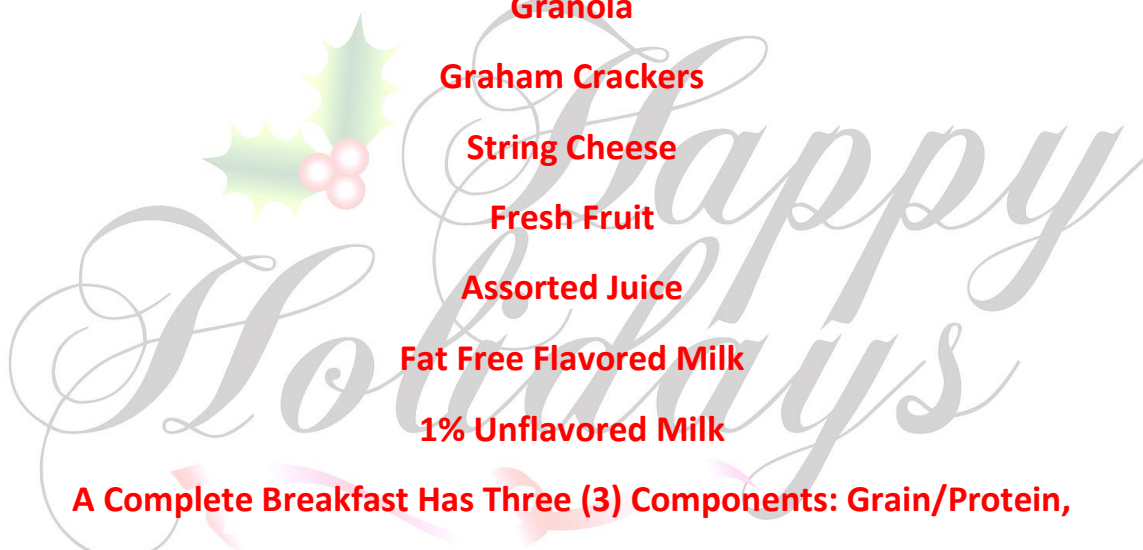 Granola
Graham Crackers
String Cheese
Fresh Fruit
Assorted Juice
Fat Free Flavored Milk
1% Unflavored Milk
A Complete Breakfast Has Three (3) Components: Grain/Protein,
Happy
Holidays